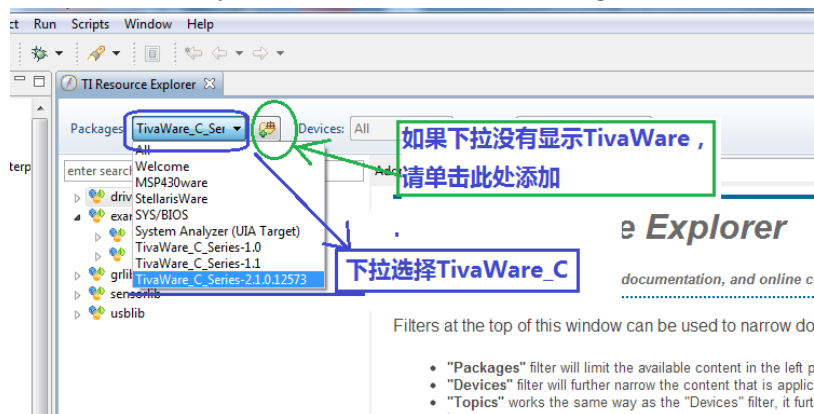 ct Run Scripts Window Help
TI Resource Explorer
Packages: TivaWare_C_Ser Devices: All
如果下拉没有显示TivaWare，
请单击此处添加
All
enter search
Welcome
MSP430ware
StellarisWare
SYS/BIOS
System Analyzer (UIA Target)
TivaWare_C_Series-1.0
TivaWare_C_Series-1.1
TivaWare_C_Series-2.1.0.12573
terp
driv
exam
grlib
sensorlib
usblib
下拉选择TivaWare_C
e Explorer
documentation, and online c
Filters at the top of this window can be used to narrow do
"Packages" filter will limit the available content in the left p
"Devices" filter will further narrow the content that is applic
"Topics" works the same way as the "Devices" filter, it furt